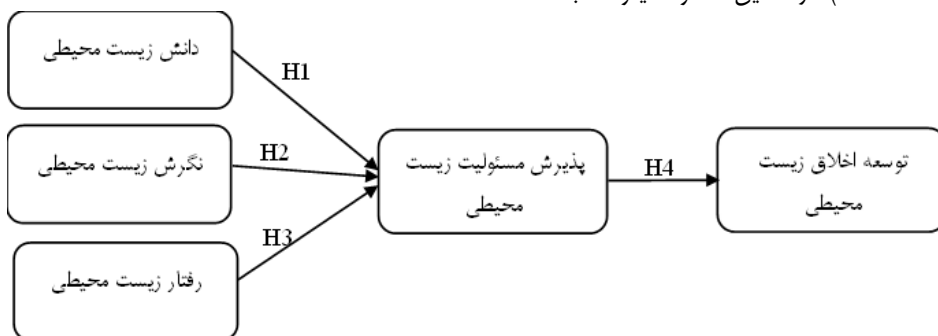 دانش زیست محیطی
H1
نگرش زیست محیطی
H2
پذیرش مسئولیت زیست
محیطی
H4
توسعه اخلاق زیست
محیطی
H3
رفتار زیست محیطی